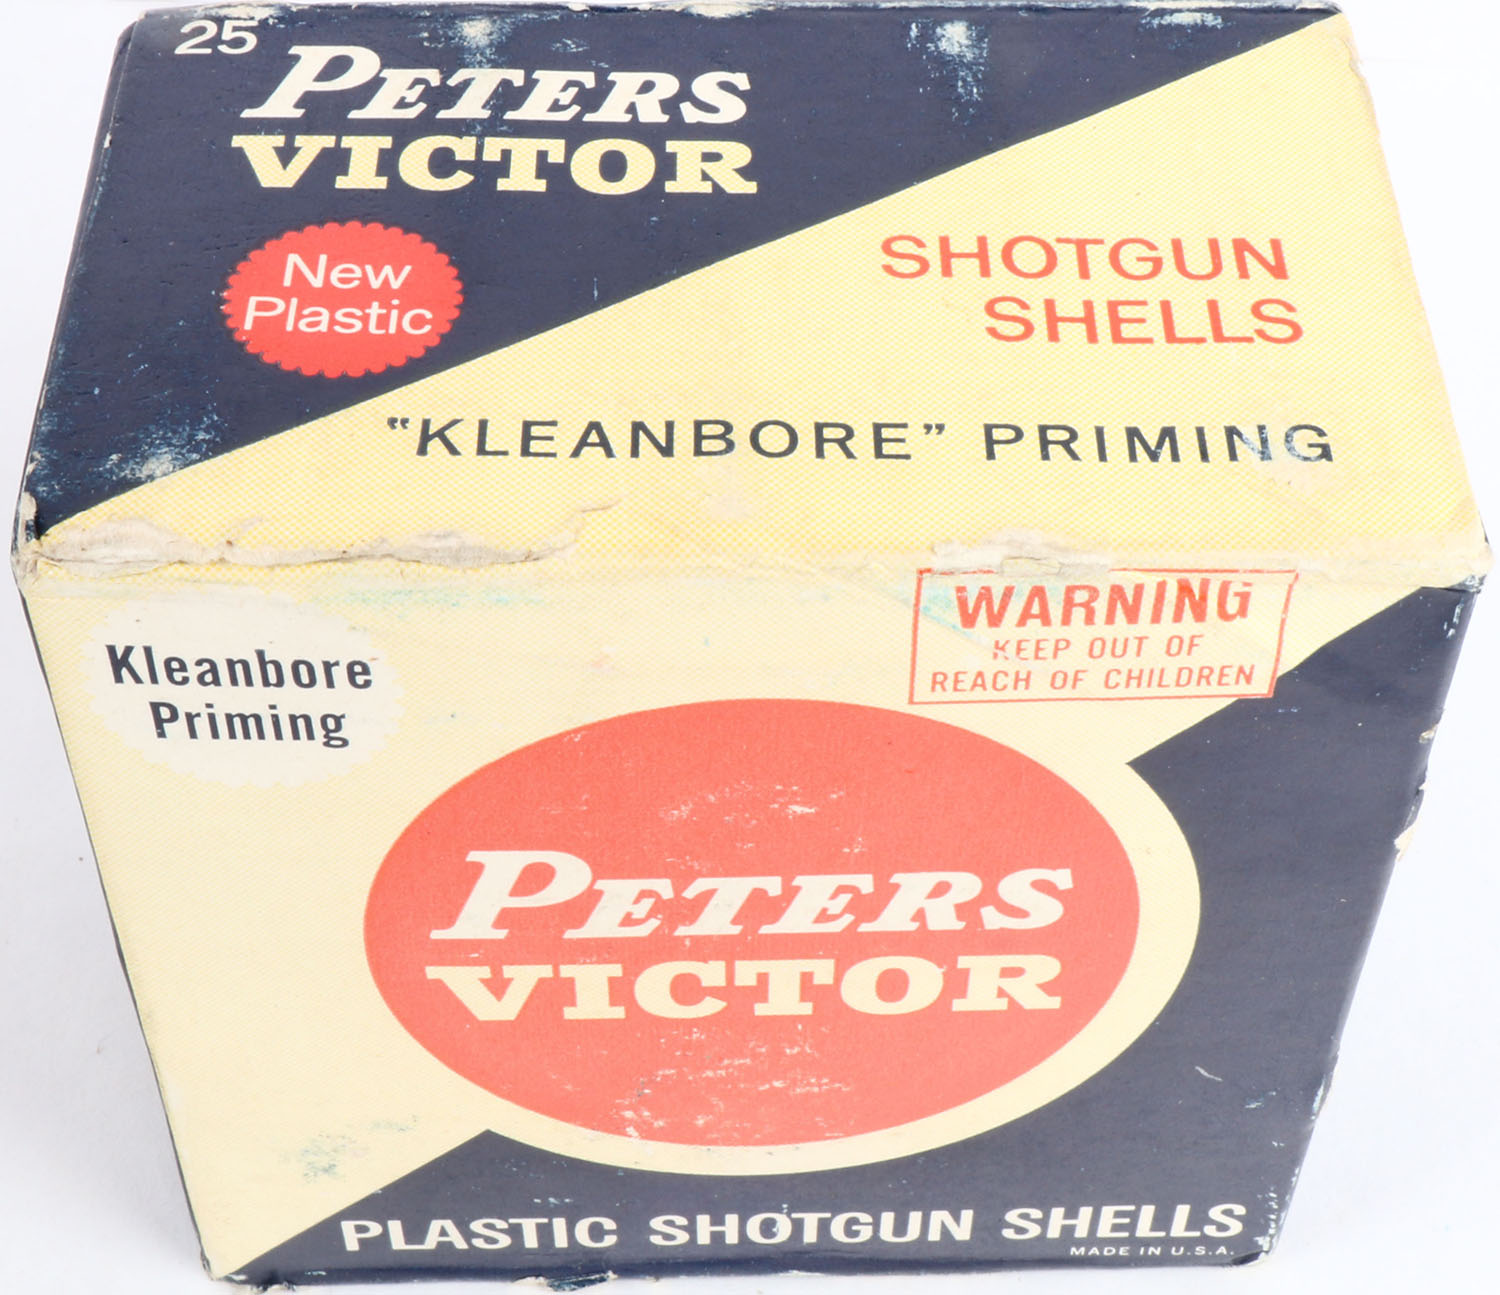 25
PETERS
VICTOR
New
Plastic
SHOTGUN
SHELLS
"KLEANBORE" PRIMING
Kleanbore
Priming
WARNING
KEEP OUT OF
REACH OF CHILDREN
PETERS
VICTOR
PLASTIC SHOTGUN SHELLS
MADE IN U.S.A.